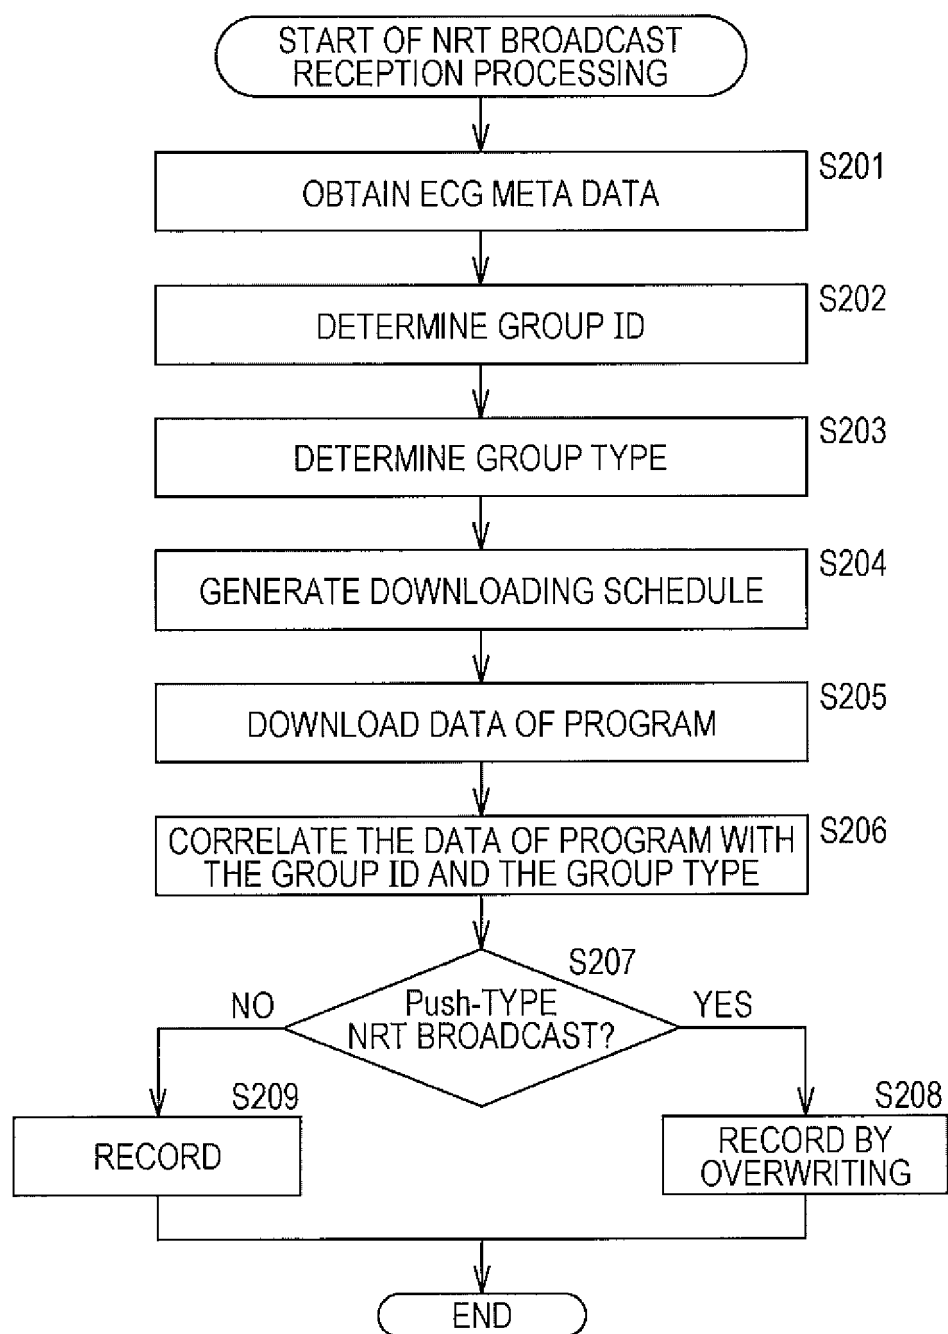 START OF NRT BROADCAST
RECEPTION PROCESSING
S201
OBTAIN ECG META DATA
S202
DETERMINE GROUP ID
S203
DETERMINE GROUP TYPE
S204
GENERATE DOWNLOADING SCHEDULE
S205
DOWNLOAD DATA OF PROGRAM
S206
CORRELATE THE DATA OF PROGRAM WITH
THE GROUP ID AND THE GROUP TYPE
S207
Push-TYPE
NRT BROADCAST?
NO
YES
S209
RECORD
S208
RECORD BY
OVERWRITING
END